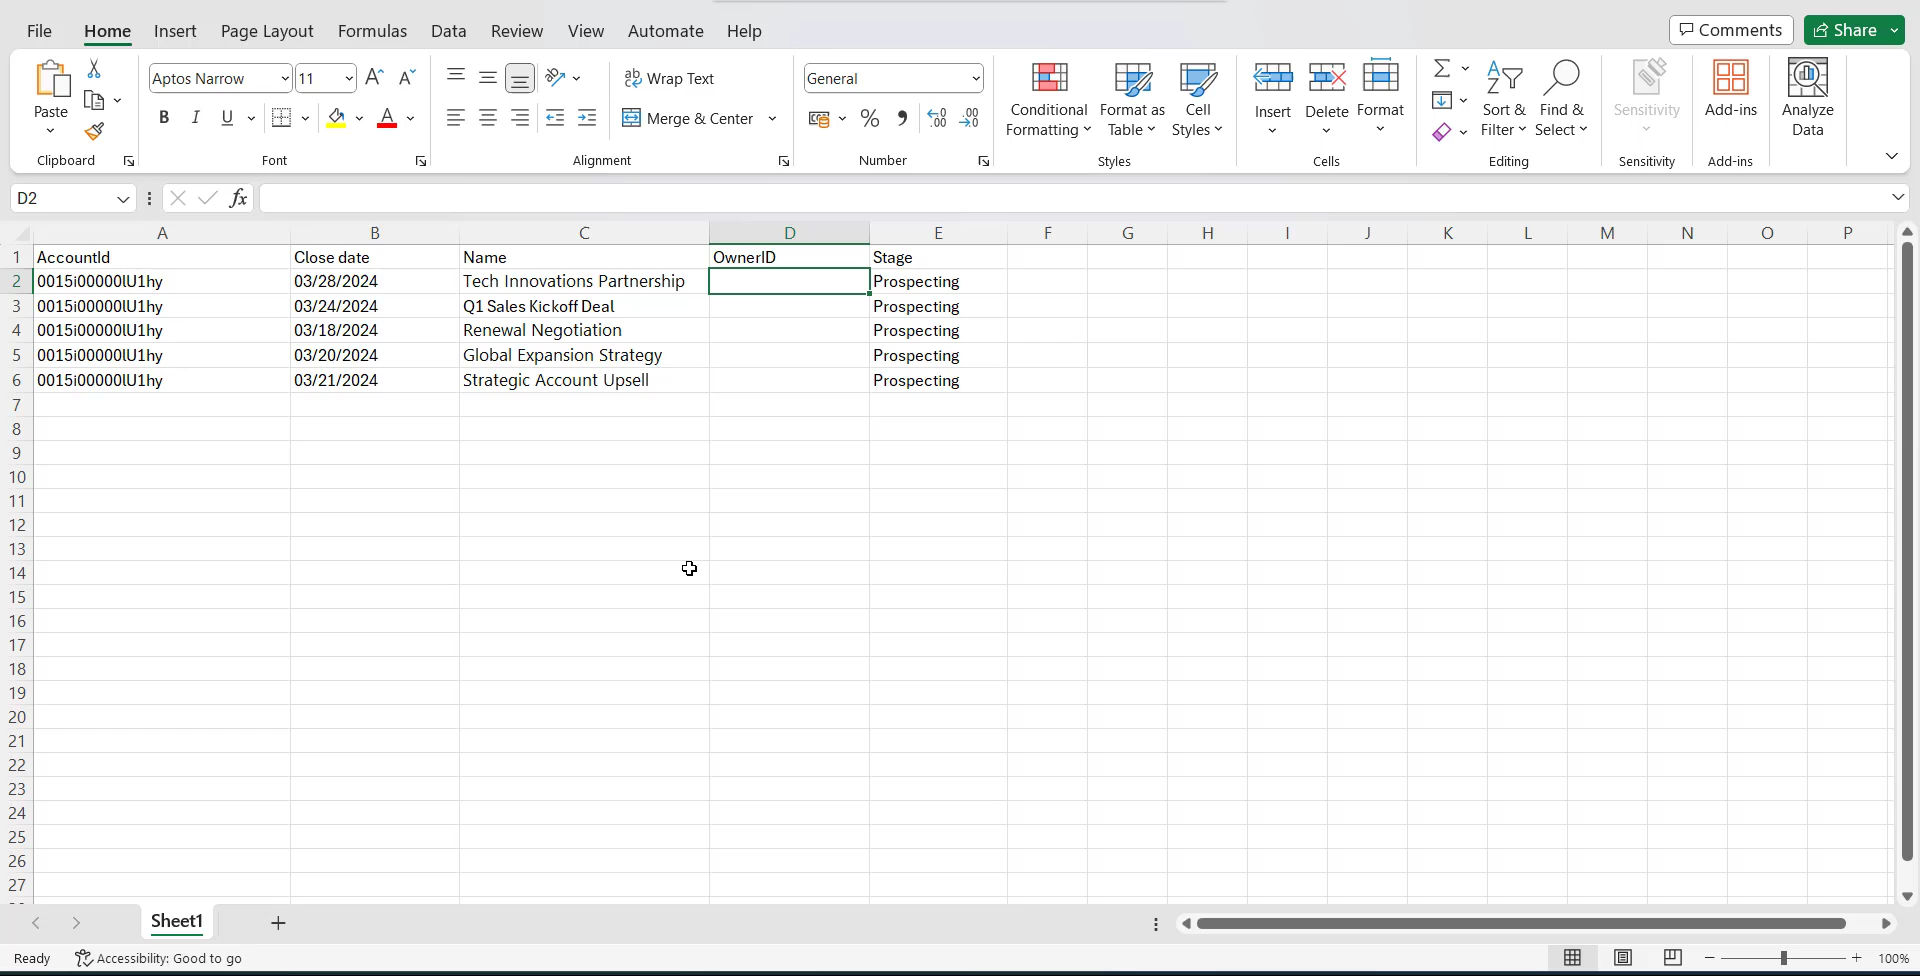 File Home Insert Page Layout Formulas Data Review View Automate Help Comments Share
Paste
Clipboard
Aptos Narrow 11
B I U
Font
Wrap Text
Merge & Center
Alignment
General
Number
Conditional Formatting
Format as Table
Cell Styles
Styles
Insert Delete Format
Cells
Sort & Filter
Find & Select
Editing
Sensitivity
Sensitivity
Add-ins
Add-ins
Analyze Data
D2 fx
A B C D E F G H I J K L M N O P
1 AccountId Close date Name OwnerID Stage
2 0015i00000lU1hy 03/28/2024 Tech Innovations Partnership Prospecting
3 0015i00000lU1hy 03/24/2024 Q1 Sales Kickoff Deal Prospecting
4 0015i00000lU1hy 03/18/2024 Renewal Negotiation Prospecting
5 0015i00000lU1hy 03/20/2024 Global Expansion Strategy Prospecting
6 0015i00000lU1hy 03/21/2024 Strategic Account Upsell Prospecting
7
8
9
10
11
12
13
14
15
16
17
18
19
20
21
22
23
24
25
26
27
Sheet1
Ready Accessibility: Good to go 100%